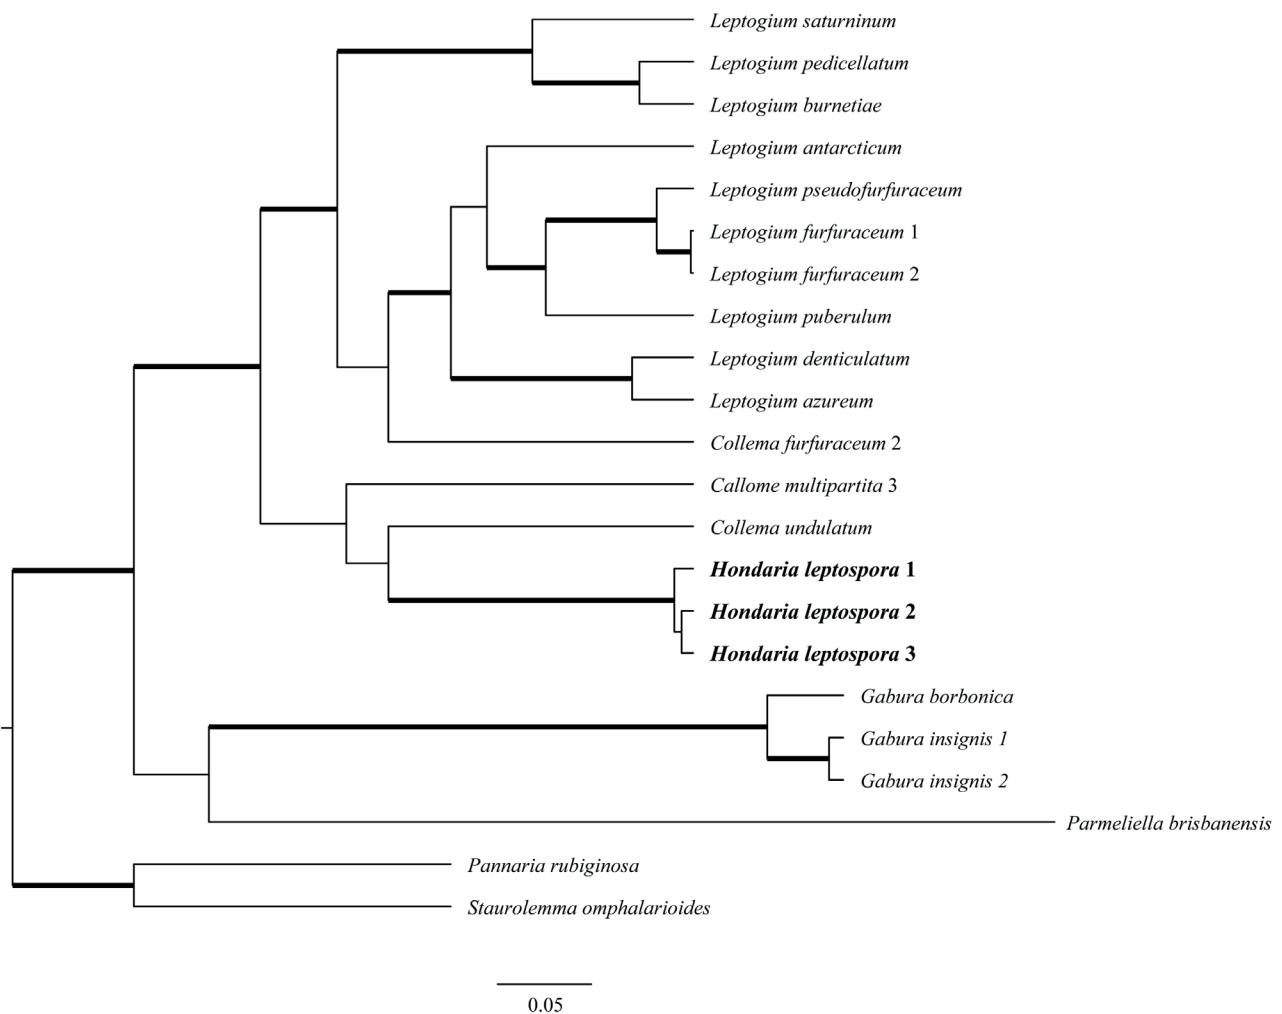 Leptogium saturninum
Leptogium pedicellatum
Leptogium burnetiae
Leptogium antarcticum
Leptogium pseudofurfuraceum
Leptogium furfuraceum 1
Leptogium furfuraceum 2
Leptogium puberulum
Leptogium denticulatum
Leptogium azureum
Collema furfuraceum 2
Callome multipartita 3
Collema undulatum
Hondaria leptospora 1
Hondaria leptospora 2
Hondaria leptospora 3
Gabura borbonica
Gabura insignis 1
Gabura insignis 2
Parmeliella brisbanensis
Pannaria rubiginosa
Staurolemma omphalarioides
0.05